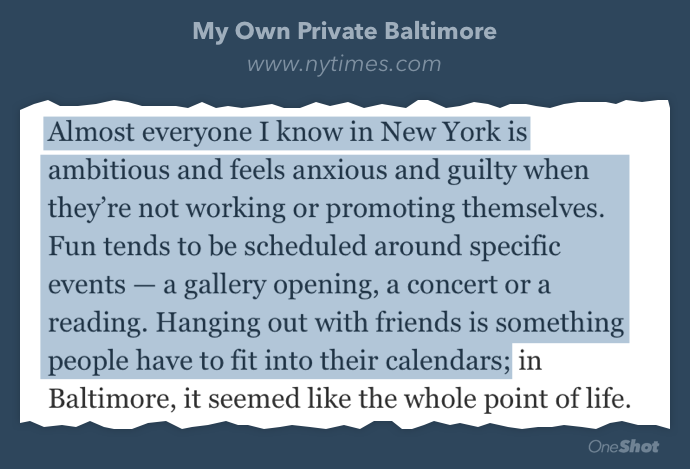 My Own Private Baltimore
www.nytimes.com
Almost everyone I know in New York is
ambitious and feels anxious and guilty when
they’re not working or promoting themselves.
Fun tends to be scheduled around specific
events — a gallery opening, a concert or a
reading. Hanging out with friends is something
people have to fit into their calendars; in
Baltimore, it seemed like the whole point of life.
OneShot